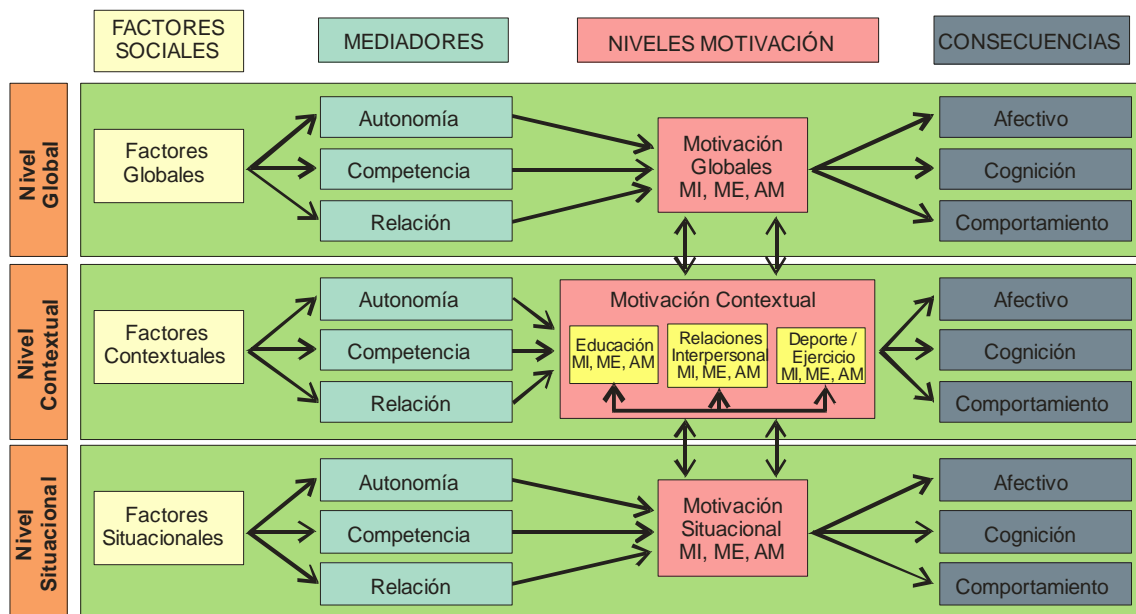 FACTORES
SOCIALES
MEDIADORES
NIVELES MOTIVACIÓN
CONSECUENCIAS
Nivel
Global
Factores
Globales
Autonomía
Competencia
Relación
Motivación
Globales
MI, ME, AM
Afectivo
Cognición
Comportamiento
Nivel
Contextual
Factores
Contextuales
Autonomía
Competencia
Relación
Motivación Contextual
Educación
MI, ME, AM
Relaciones
Interpersonal
MI, ME, AM
Deporte /
Ejercicio
MI, ME, AM
Afectivo
Cognición
Comportamiento
Nivel
Situacional
Factores
Situacionales
Autonomía
Competencia
Relación
Motivación
Situacional
MI, ME, AM
Afectivo
Cognición
Comportamiento